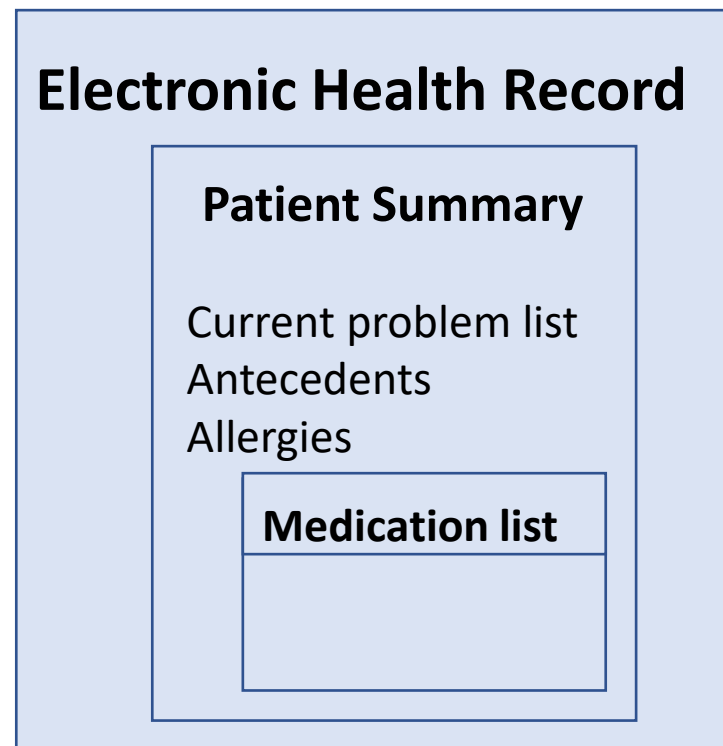 Electronic Health Record
Patient Summary
Current problem list
Antecedents
Allergies
Medication list